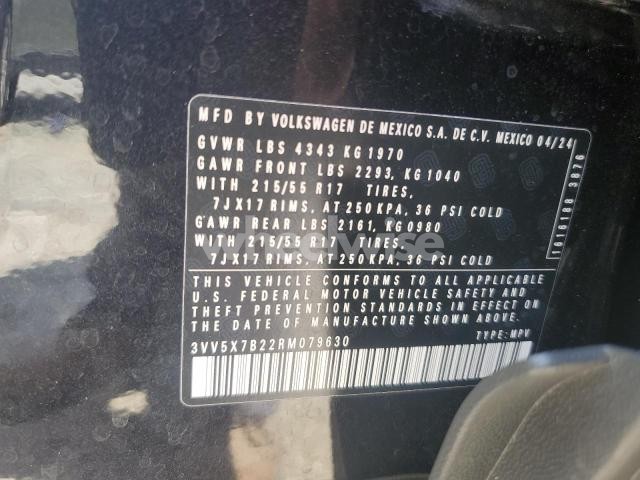 MFD BY VOLKSWAGEN DE MEXICO S.A. DE C.V. MEXICO 04/24
GVWR LBS 4343 KG 1970
GAWR FRONT LBS 2293, KG 1040
WITH 215/55 R17 TIRES,
7JX17 RIMS, AT 250 KPA, 36 PSI COLD
GAWR REAR LBS 2161, KG 0980
WITH 215/55 R17 TIRES,
7JX17 RIMS, AT 250 KPA, 36 PSI COLD
THIS VEHICLE CONFORMS TO ALL APPLICABLE
U.S. FEDERAL MOTOR VEHICLE SAFETY AND
THEFT PREVENTION STANDARDS IN EFFECT ON
THE DATE OF MANUFACTURE SHOWN ABOVE.
3VV5X7B22RM079630 TYPE: MPV
1616188 3876